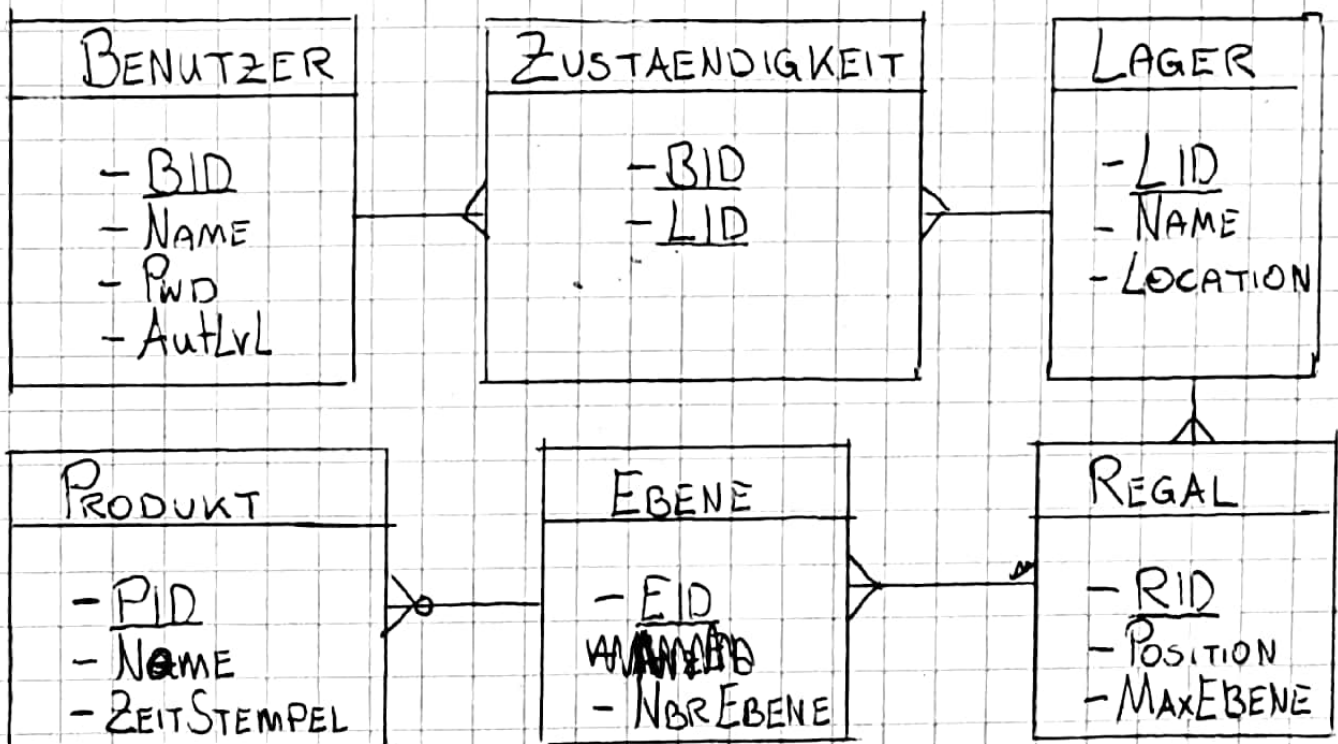 BENUTZER
- BID
- NAME
- PWD
- AutLvL
ZUSTAENDIGKEIT
- BID
- LID
LAGER
- LID
- NAME
- LOCATION
PRODUKT
- PID
- NAME
- ZEITSTEMPEL
EBENE
- EID
- NBREBENE
REGAL
- RID
- POSITION
- MAXEBENE